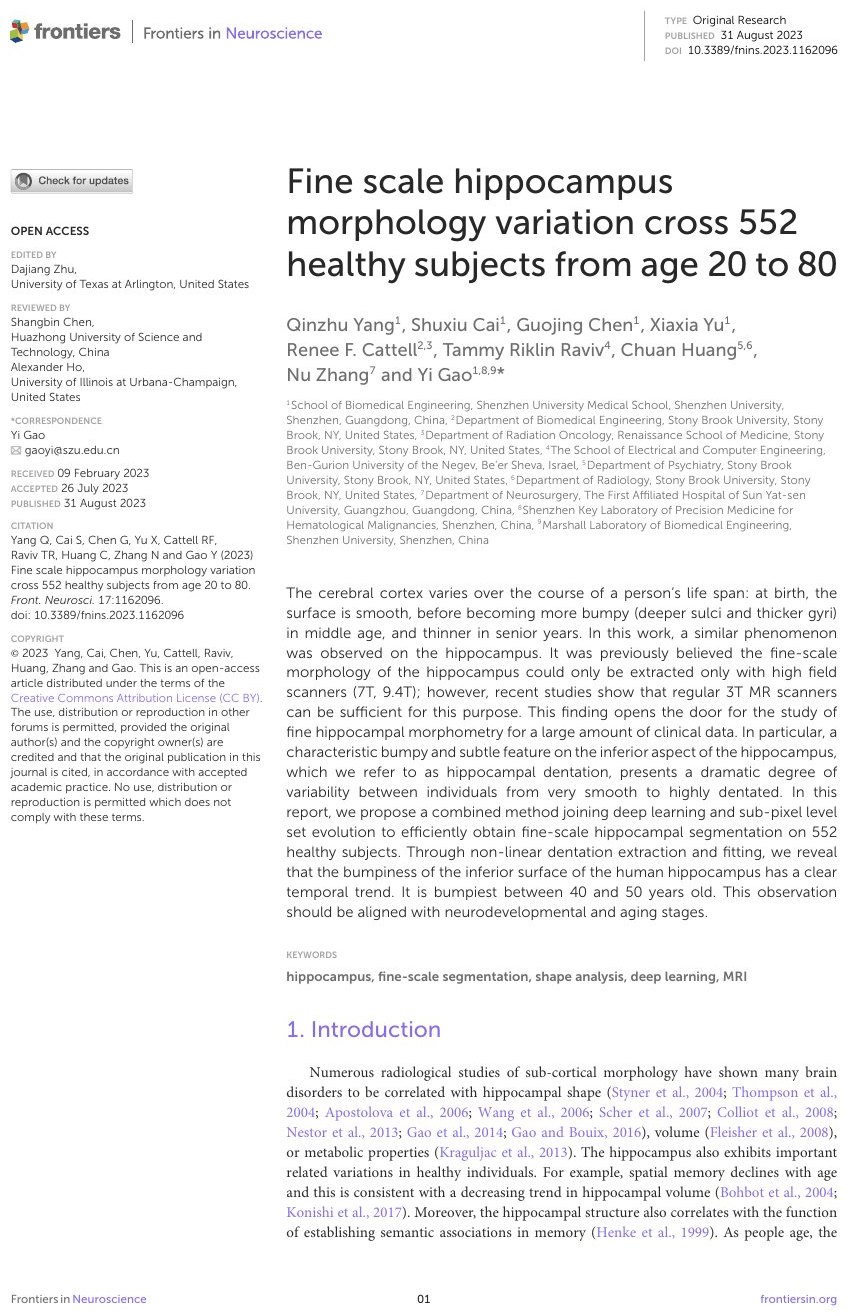 frontiers | Frontiers in Neuroscience
TYPE Original Research
PUBLISHED 31 August 2023
DOI 10.3389/fnins.2023.1162096
Check for updates
OPEN ACCESS
EDITED BY
Dajiang Zhu,
University of Texas at Arlington, United States
REVIEWED BY
Shangbin Chen,
Huazhong University of Science and
Technology, China
Alexander Ho,
University of Illinois at Urbana-Champaign,
United States
*CORRESPONDENCE
Yi Gao
gaoyi@szu.edu.cn
RECEIVED 09 February 2023
ACCEPTED 26 July 2023
PUBLISHED 31 August 2023
CITATION
Yang Q, Cai S, Chen G, Yu X, Cattell RF,
Raviv TR, Huang C, Zhang N and Gao Y (2023)
Fine scale hippocampus morphology variation
cross 552 healthy subjects from age 20 to 80.
Front. Neurosci. 17:1162096.
doi: 10.3389/fnins.2023.1162096
COPYRIGHT
© 2023 Yang, Cai, Chen, Yu, Cattell, Raviv,
Huang, Zhang and Gao. This is an open-access
article distributed under the terms of the
Creative Commons Attribution License (CC BY).
The use, distribution or reproduction in other
forums is permitted, provided the original
author(s) and the copyright owner(s) are
credited and that the original publication in this
journal is cited, in accordance with accepted
academic practice. No use, distribution or
reproduction is permitted which does not
comply with these terms.
Fine scale hippocampus
morphology variation cross 552
healthy subjects from age 20 to 80
Qinzhu Yang1, Shuxiu Cai1, Guojing Chen1, Xiaxia Yu1,
Renee F. Cattell2,3, Tammy Riklin Raviv4, Chuan Huang5,6,
Nu Zhang7 and Yi Gao1,8,9*
1School of Biomedical Engineering, Shenzhen University Medical School, Shenzhen University,
Shenzhen, Guangdong, China, 2Department of Biomedical Engineering, Stony Brook University, Stony
Brook, NY, United States, 3Department of Radiation Oncology, Renaissance School of Medicine, Stony
Brook University, Stony Brook, NY, United States, 4The School of Electrical and Computer Engineering,
Ben-Gurion University of the Negev, Be'er Sheva, Israel, 5Department of Psychiatry, Stony Brook
University, Stony Brook, NY, United States, 6Department of Radiology, Stony Brook University, Stony
Brook, NY, United States, 7Department of Neurosurgery, The First Affiliated Hospital of Sun Yat-sen
University, Guangzhou, Guangdong, China, 8Shenzhen Key Laboratory of Precision Medicine for
Hematological Malignancies, Shenzhen, China, 9Marshall Laboratory of Biomedical Engineering,
Shenzhen University, Shenzhen, China
The cerebral cortex varies over the course of a person's life span: at birth, the
surface is smooth, before becoming more bumpy (deeper sulci and thicker gyri)
in middle age, and thinner in senior years. In this work, a similar phenomenon
was observed on the hippocampus. It was previously believed the fine-scale
morphology of the hippocampus could only be extracted only with high field
scanners (7T, 9.4T); however, recent studies show that regular 3T MR scanners
can be sufficient for this purpose. This finding opens the door for the study of
fine hippocampal morphometry for a large amount of clinical data. In particular, a
characteristic bumpy and subtle feature on the inferior aspect of the hippocampus,
which we refer to as hippocampal dentation, presents a dramatic degree of
variability between individuals from very smooth to highly dentated. In this
report, we propose a combined method joining deep learning and sub-pixel level
set evolution to efficiently obtain fine-scale hippocampal segmentation on 552
healthy subjects. Through non-linear dentation extraction and fitting, we reveal
that the bumpiness of the inferior surface of the human hippocampus has a clear
temporal trend. It is bumpiest between 40 and 50 years old. This observation
should be aligned with neurodevelopmental and aging stages.
KEYWORDS
hippocampus, fine-scale segmentation, shape analysis, deep learning, MRI
1. Introduction
Numerous radiological studies of sub-cortical morphology have shown many brain
disorders to be correlated with hippocampal shape (Styner et al., 2004; Thompson et al.,
2004; Apostolova et al., 2006; Wang et al., 2006; Scher et al., 2007; Colliot et al., 2008;
Nestor et al., 2013; Gao et al., 2014; Gao and Bouix, 2016), volume (Fleisher et al., 2008),
or metabolic properties (Kraguljac et al., 2013). The hippocampus also exhibits important
related variations in healthy individuals. For example, spatial memory declines with age
and this is consistent with a decreasing trend in hippocampal volume (Bohbot et al., 2004;
Konishi et al., 2017). Moreover, the hippocampal structure also correlates with the function
of establishing semantic associations in memory (Henke et al., 1999). As people age, the
Frontiers in Neuroscience
01
frontiersin.org